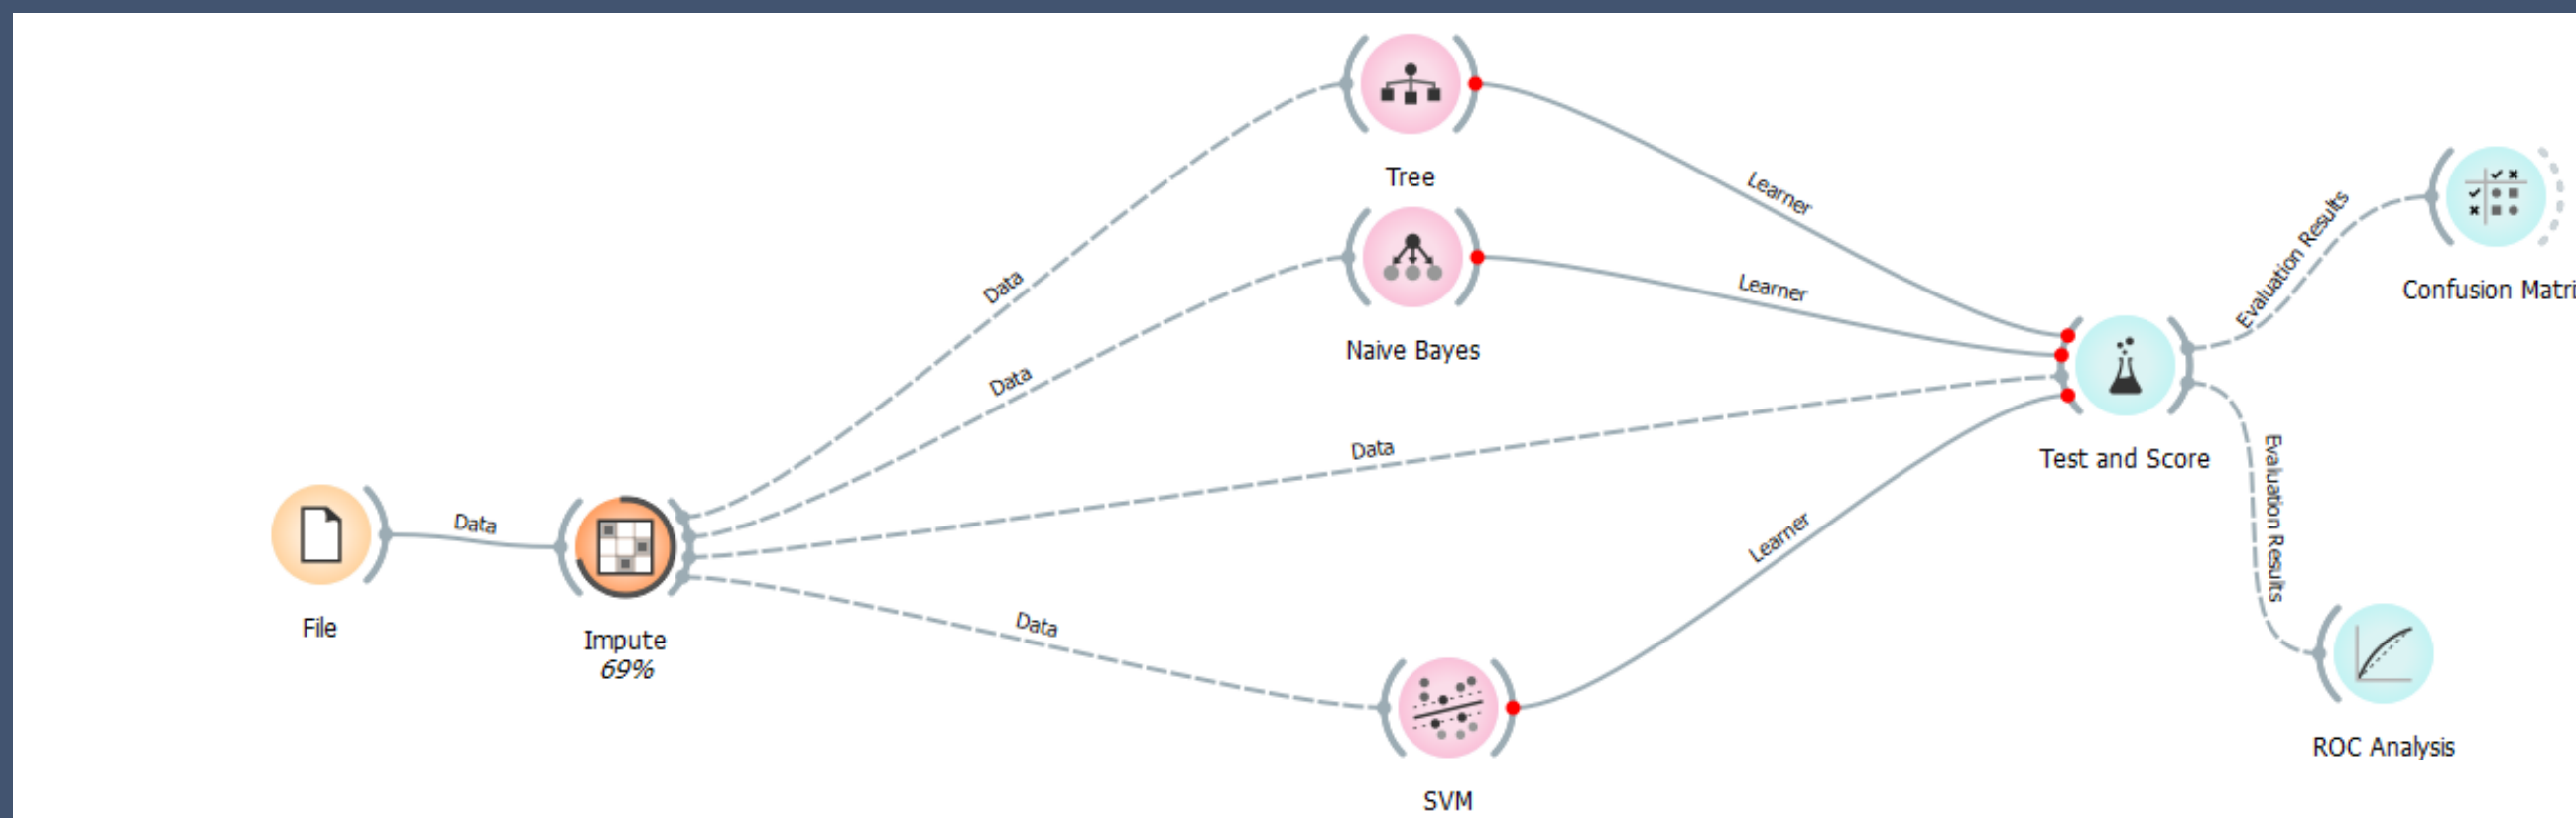 Tree
Learner
Data
Evaluation Results
Confusion Matri
Naive Bayes
Learner
Data
Data
Test and Score
Evaluation Results
File
Data
Impute
69%
Data
Learner
SVM
ROC Analysis